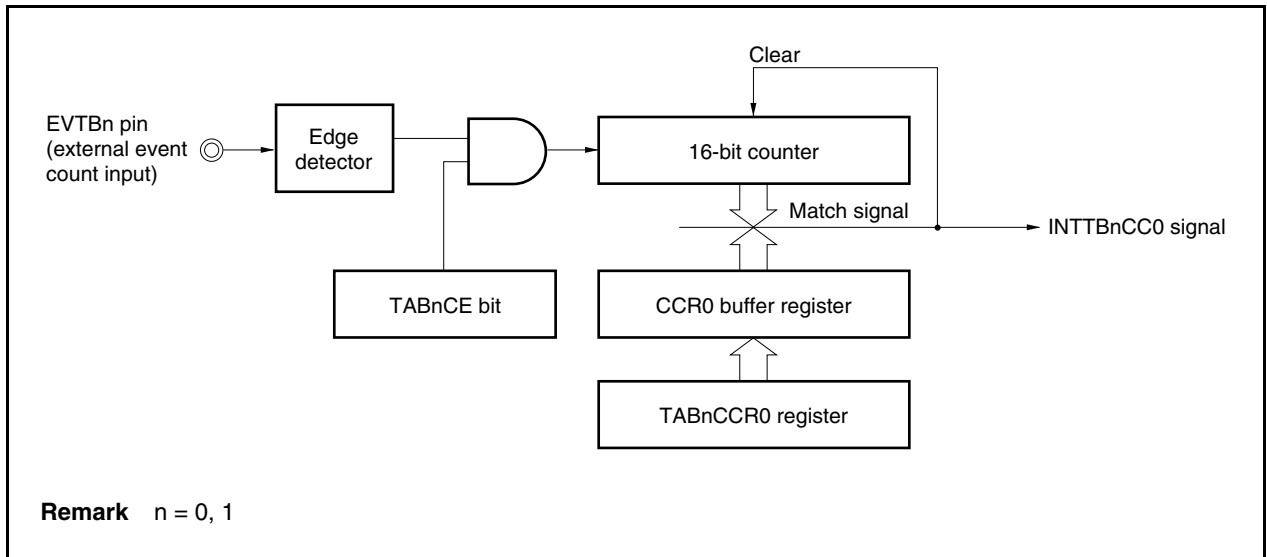 Clear
EVTBn pin
(external event
count input)
Edge
detector
16-bit counter
Match signal
INTTBnCC0 signal
TABnCE bit
CCR0 buffer register
TABnCCR0 register
Remark n = 0, 1